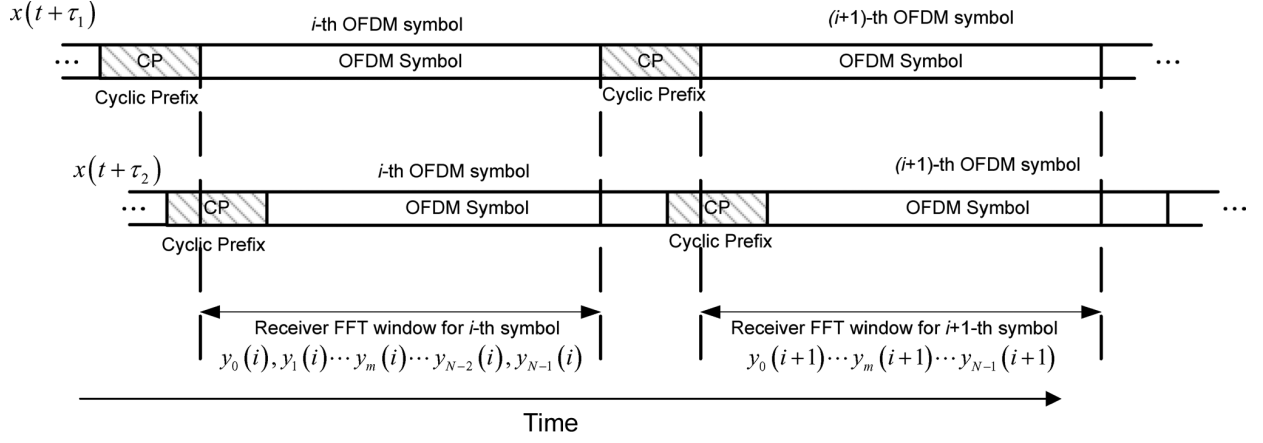 x(t+τ₁)
i-th OFDM symbol
(i+1)-th OFDM symbol
... CP OFDM Symbol CP OFDM Symbol ...
Cyclic Prefix Cyclic Prefix
x(t+τ₂)
i-th OFDM symbol
(i+1)-th OFDM symbol
... CP OFDM Symbol CP OFDM Symbol ...
Cyclic Prefix Cyclic Prefix
Receiver FFT window for i-th symbol Receiver FFT window for i+1-th symbol
y₀(i), y₁(i)⋯yₘ(i)⋯y_{N−2}(i), y_{N−1}(i) y₀(i+1)⋯yₘ(i+1)⋯y_{N−1}(i+1)
Time